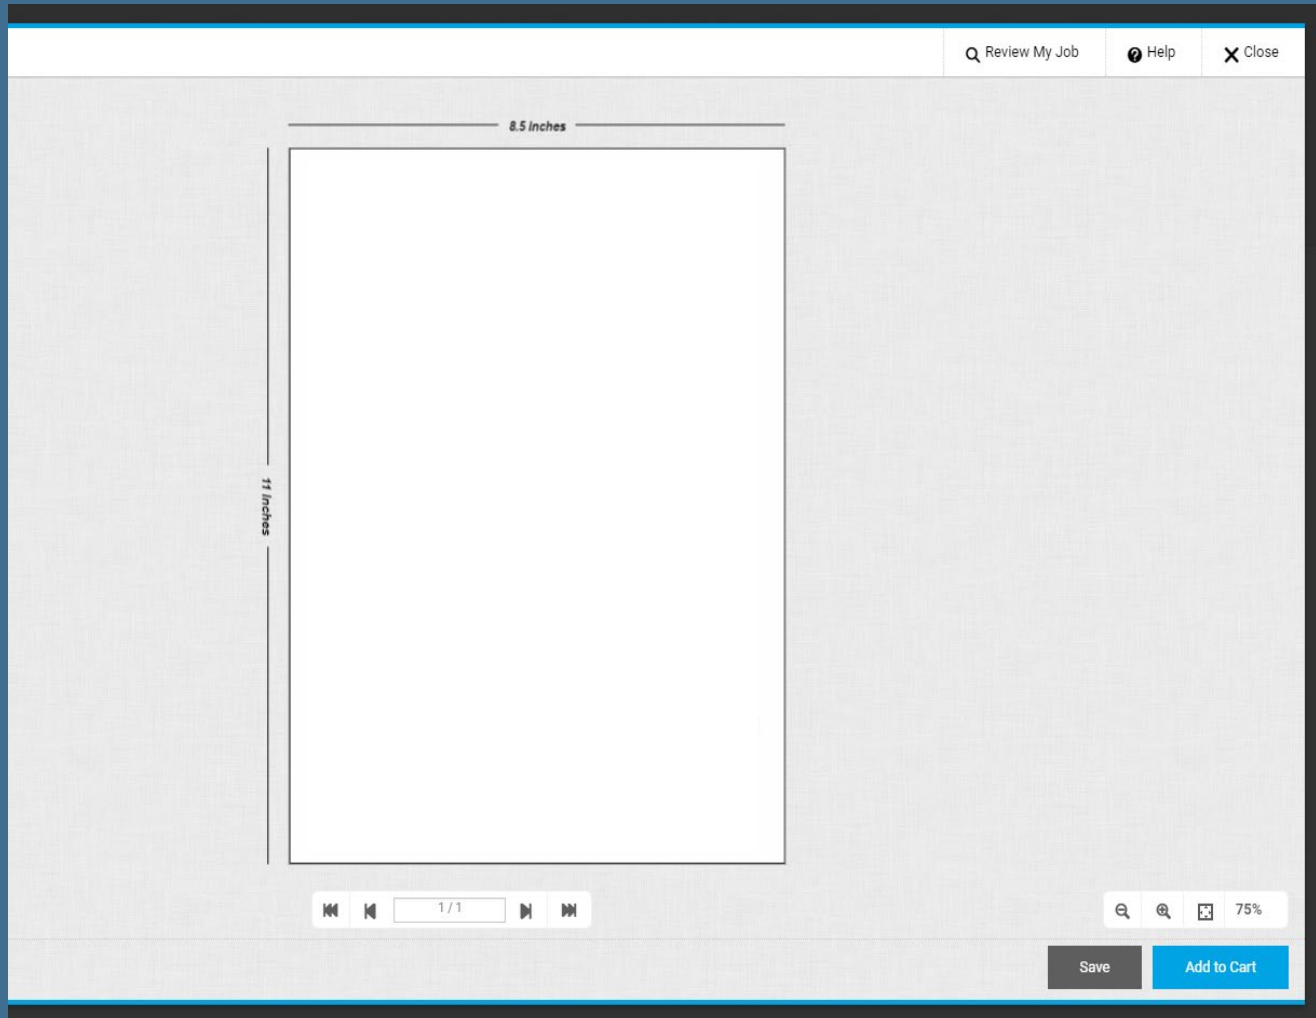 Review My Job
Help
Close
8.5 Inches
11 Inches
1 / 1
75%
Save
Add to Cart